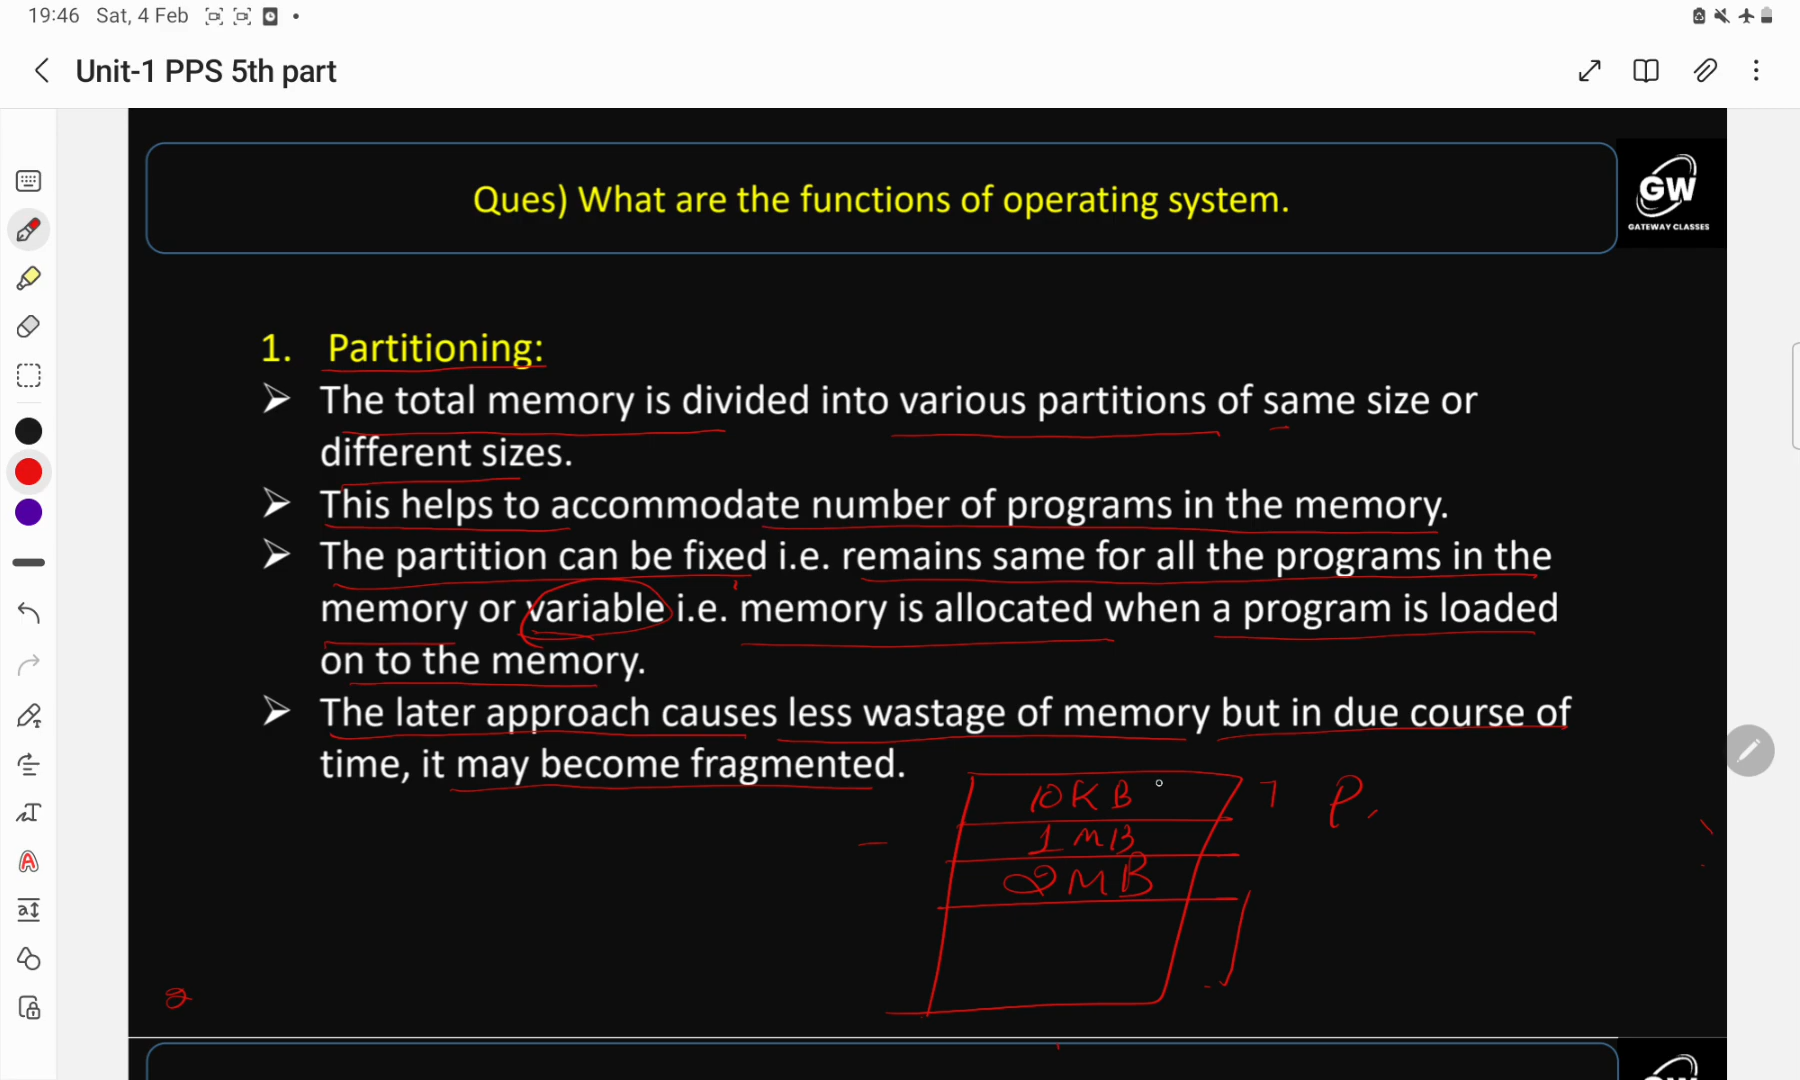 19:46 Sat, 4 Feb
Unit-1 PPS 5th part
Ques) What are the functions of operating system.
GW
GATEWAY CLASSES
1. Partitioning:
➤ The total memory is divided into various partitions of same size or
different sizes.
➤ This helps to accommodate number of programs in the memory.
➤ The partition can be fixed i.e. remains same for all the programs in the
memory or variable i.e. memory is allocated when a program is loaded
on to the memory.
➤ The later approach causes less wastage of memory but in due course of
time, it may become fragmented.
10KB
P
1 MB
2MB